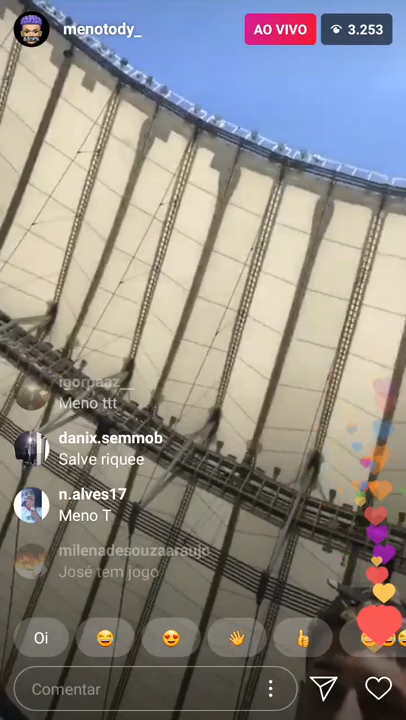 menotody_
AO VIVO
3.253
igorpaaz__
Meno ttt
danix.semmob
Salve riquee
n.alves17
Meno T
milenadesouzaaraujo
José tem jogo
Oi
Comentar